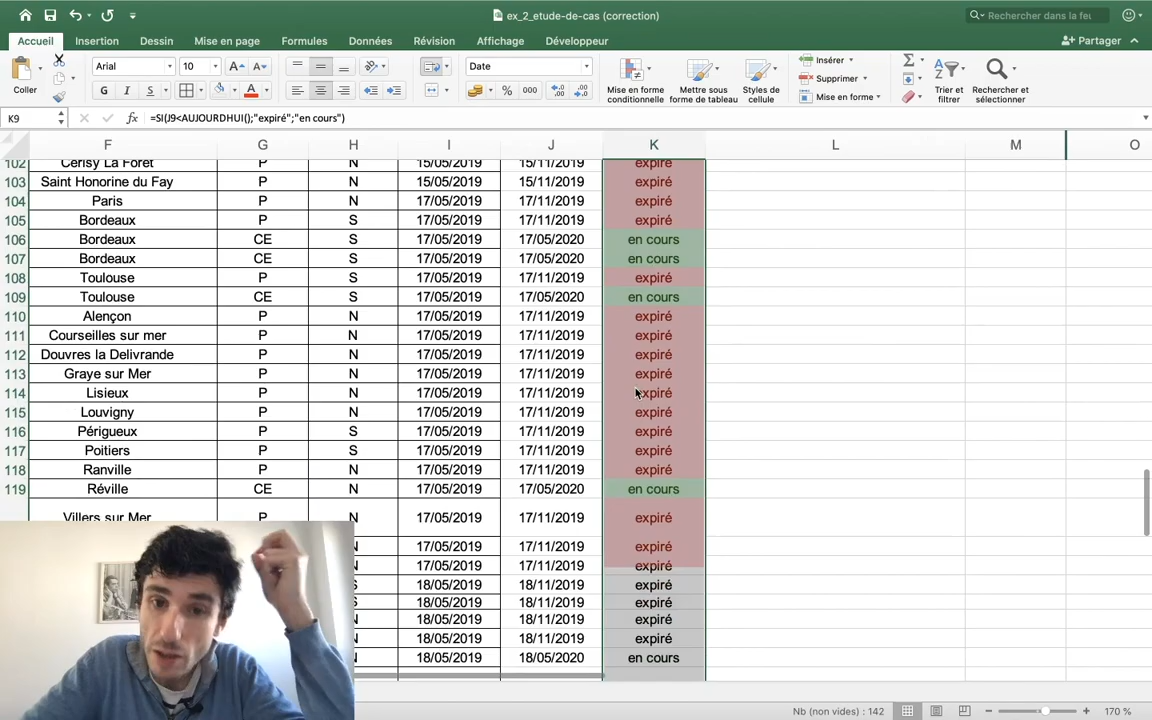 ex_2_etude-de-cas (correction)
Rechercher dans la feu
Accueil Insertion Dessin Mise en page Formules Données Révision Affichage Développeur
Partager
Coller
Arial 10 A A
G I S A
Date
% 000
Mise en forme conditionnelle
Mettre sous forme de tableau
Styles de cellule
Insérer
Supprimer
Mise en forme
Trier et filtrer
Rechercher et sélectionner
K9 fx =SI(J9<AUJOURDHUI();"expiré";"en cours")
F G H I J K L M O
102 Cerisy La Foret P N 15/05/2019 15/11/2019 expiré
103 Saint Honorine du Fay P N 15/05/2019 15/11/2019 expiré
104 Paris P N 17/05/2019 17/11/2019 expiré
105 Bordeaux P S 17/05/2019 17/11/2019 expiré
106 Bordeaux CE S 17/05/2019 17/05/2020 en cours
107 Bordeaux CE S 17/05/2019 17/05/2020 en cours
108 Toulouse P S 17/05/2019 17/11/2019 expiré
109 Toulouse CE S 17/05/2019 17/05/2020 en cours
110 Alençon P N 17/05/2019 17/11/2019 expiré
111 Courseilles sur mer P N 17/05/2019 17/11/2019 expiré
112 Douvres la Delivrande P N 17/05/2019 17/11/2019 expiré
113 Graye sur Mer P N 17/05/2019 17/11/2019 expiré
114 Lisieux P N 17/05/2019 17/11/2019 expiré
115 Louvigny P N 17/05/2019 17/11/2019 expiré
116 Périgueux P S 17/05/2019 17/11/2019 expiré
117 Poitiers P S 17/05/2019 17/11/2019 expiré
118 Ranville P N 17/05/2019 17/11/2019 expiré
119 Réville CE N 17/05/2019 17/05/2020 en cours
Villers sur Mer P N 17/05/2019 17/11/2019 expiré
N 17/05/2019 17/11/2019 expiré
N 17/05/2019 17/11/2019 expiré
S 18/05/2019 18/11/2019 expiré
S 18/05/2019 18/11/2019 expiré
N 18/05/2019 18/11/2019 expiré
N 18/05/2019 18/11/2019 expiré
N 18/05/2019 18/05/2020 en cours
Nb (non vides) : 142 170 %